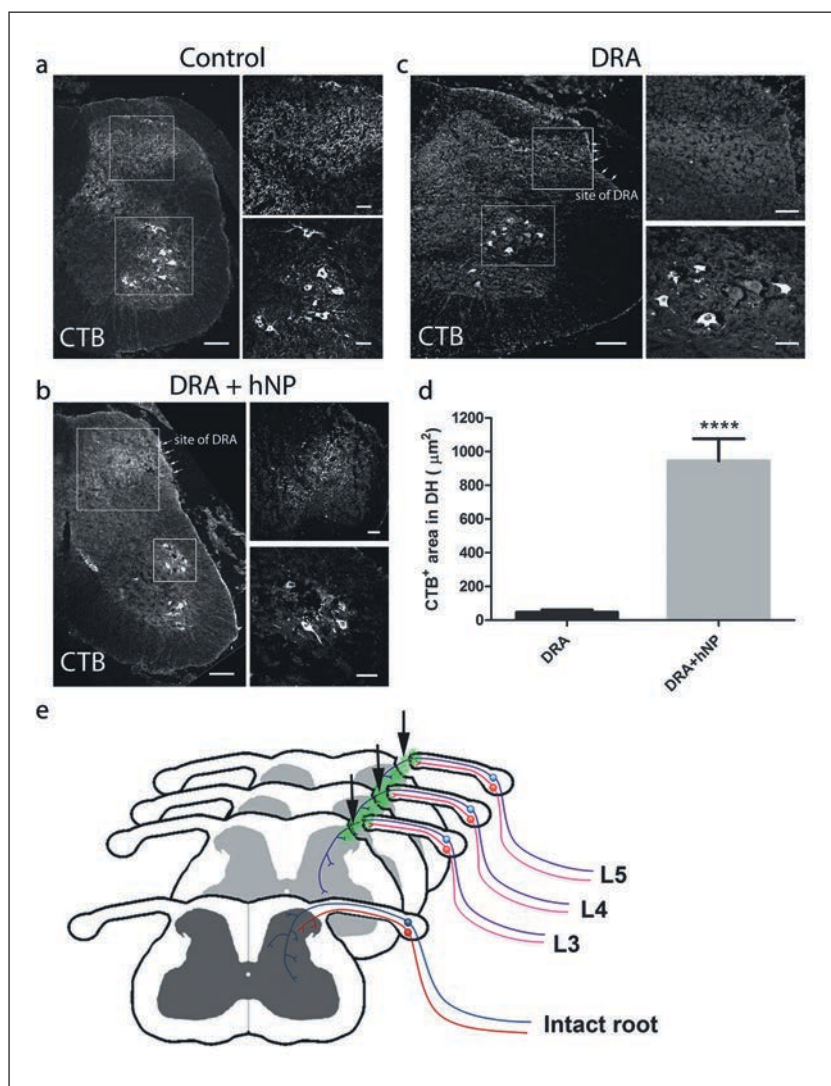 a
Control
CTB
b
DRA + hNP
site of DRA
CTB
c
DRA
site of DRA
CTB
d
CTB⁺ area in DH ( μm²)
1200
1000
800
600
400
200
0
****
DRA
DRA+hNP
e
L5
L4
L3
Intact root